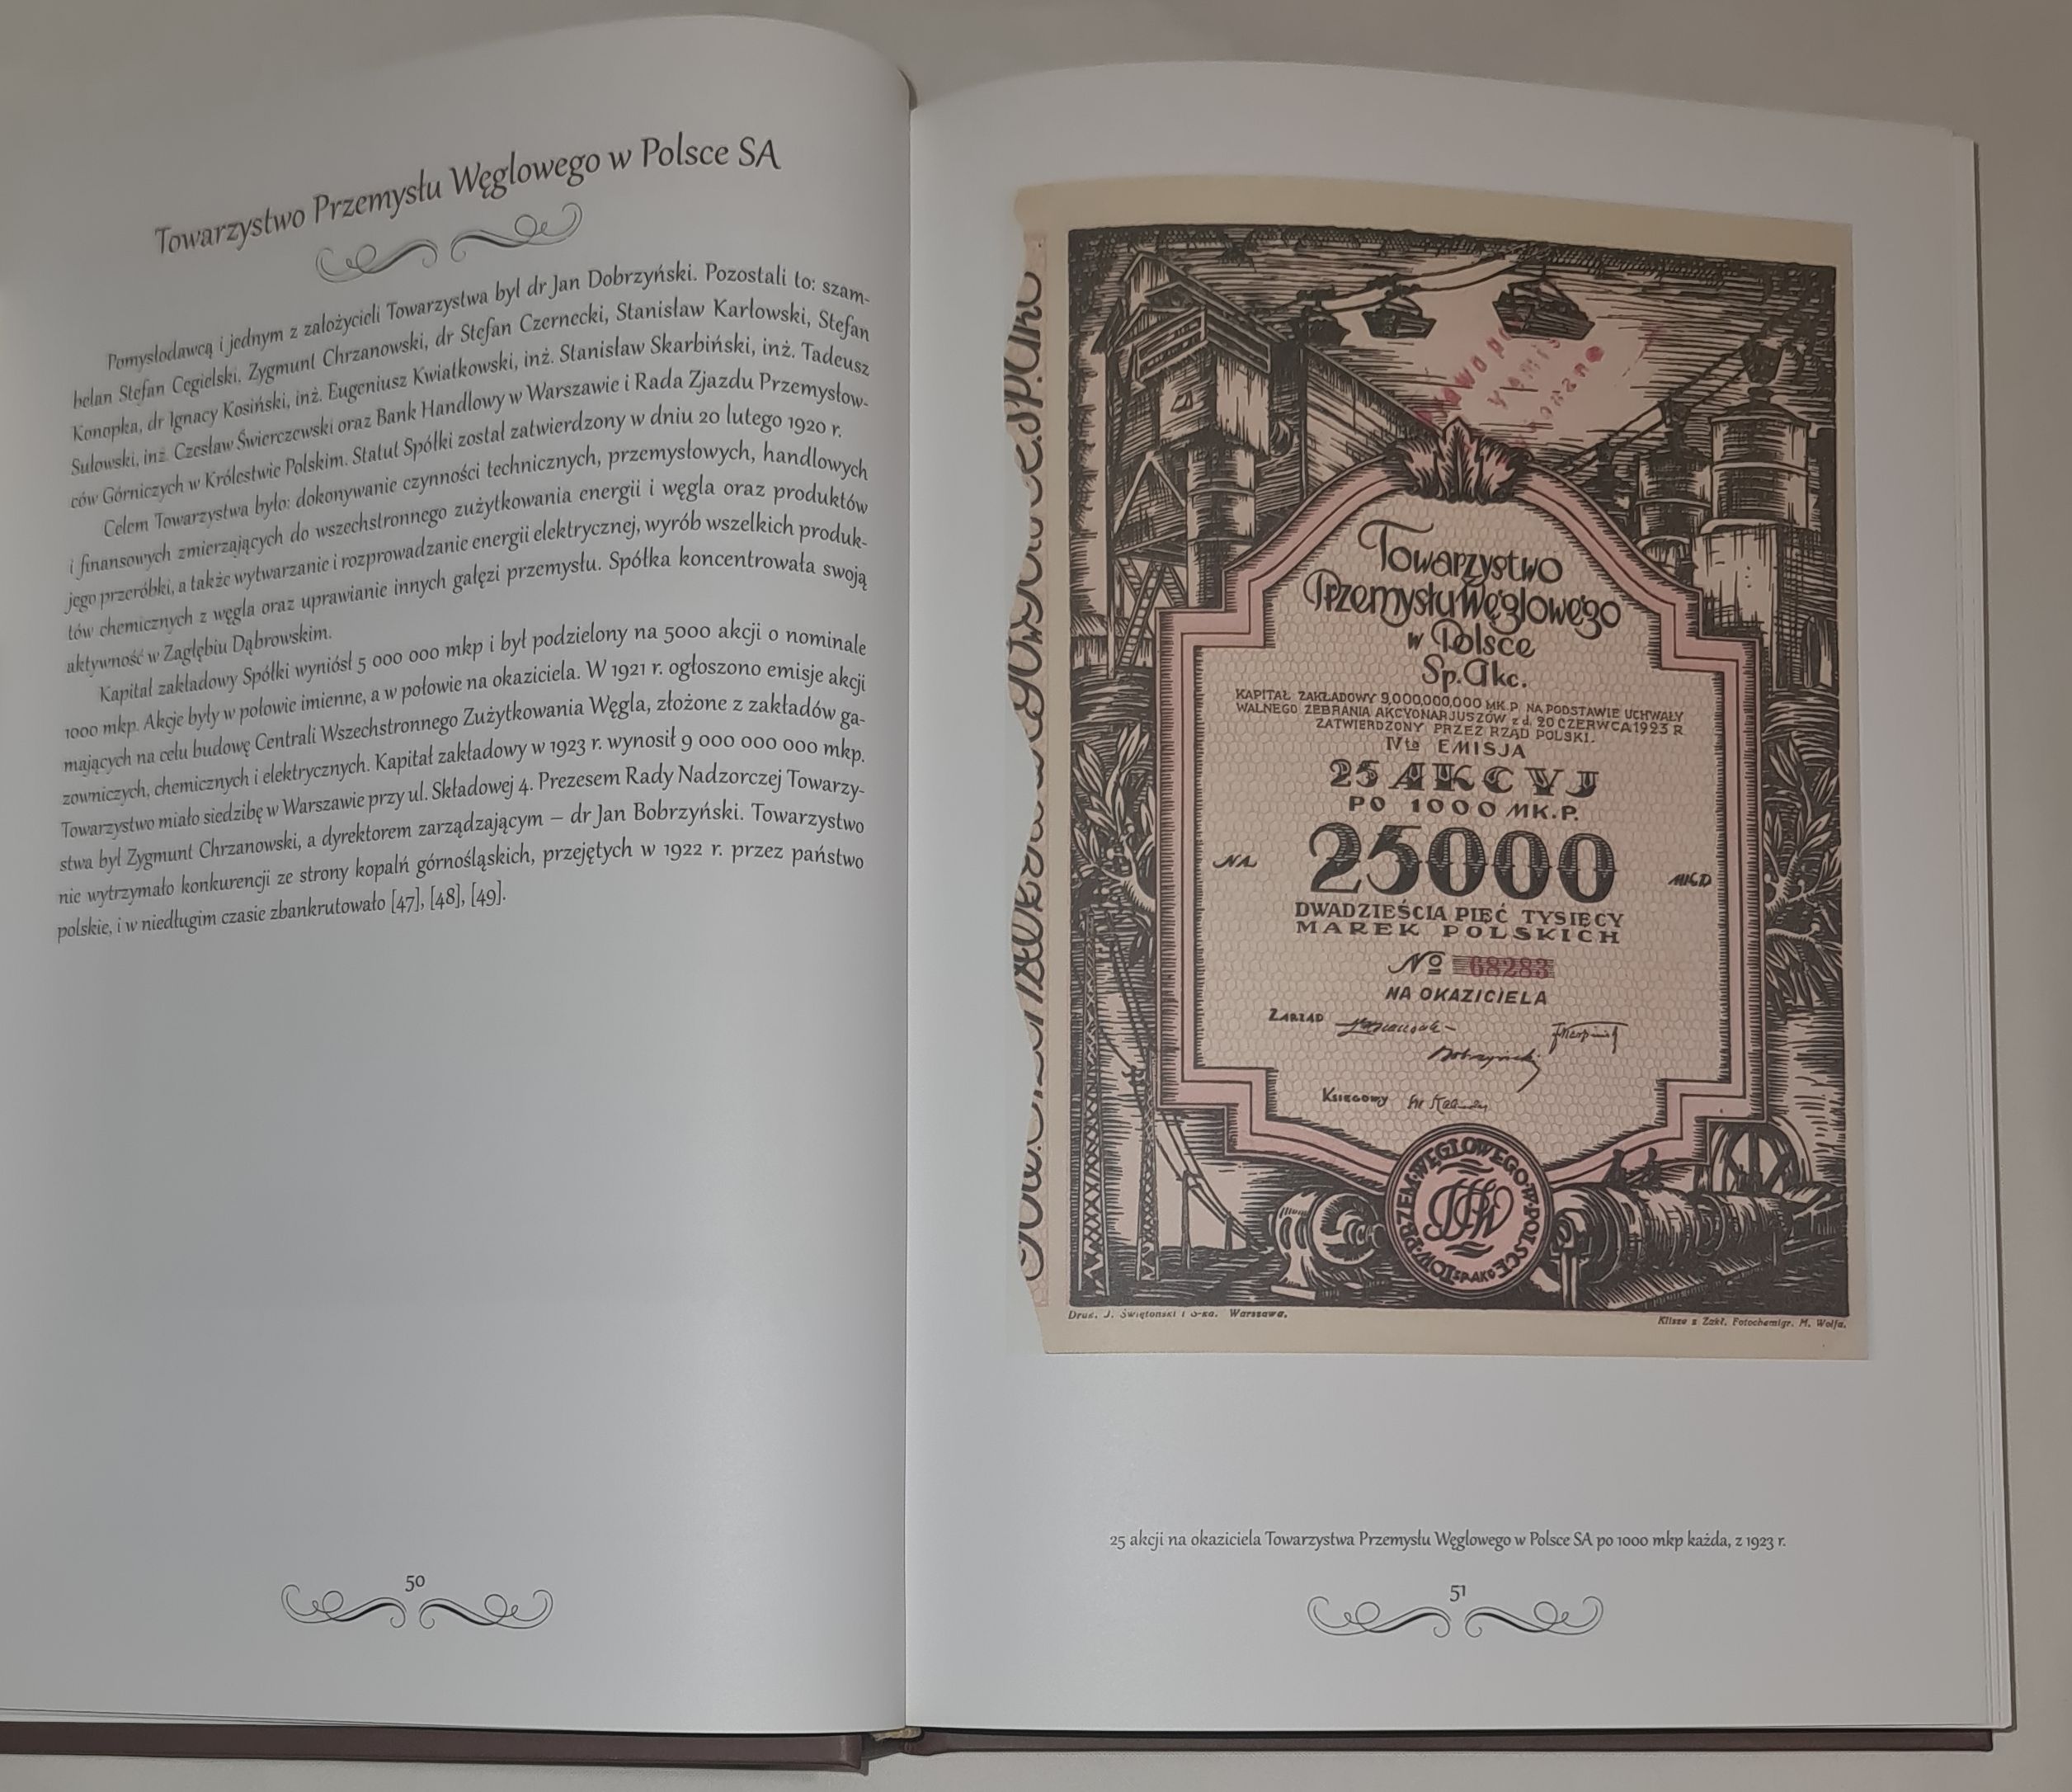 Towarzystwo Przemysłu Węglowego w Polsce SA
Pomysłodawcą i jednym z założycieli Towarzystwa był dr Jan Dobrzyński. Pozostali to: szam-
belan Stefan Cegielski, Zygmunt Chrzanowski, dr Stefan Czernecki, Stanisław Karłowski, Stefan
Konopka, dr Ignacy Kosiński, inż. Eugeniusz Kwiatkowski, inż. Stanisław Skarbiński, inż. Tadeusz
Sułowski, inż. Czesław Świerczewski oraz Bank Handlowy w Warszawie i Rada Zjazdu Przemysłow-
ców Górniczych w Królestwie Polskim. Statut Spółki został zatwierdzony w dniu 20 lutego 1920 r.
Celem Towarzystwa było: dokonywanie czynności technicznych, przemysłowych, handlowych
i finansowych zmierzających do wszechstronnego zużytkowania energii i węgla oraz produktów
jego przeróbki, a także wytwarzanie i rozprowadzanie energii elektrycznej, wyrób wszelkich produk-
tów chemicznych z węgla oraz uprawianie innych gałęzi przemysłu. Spółka koncentrowała swoją
aktywność w Zagłębiu Dąbrowskim.
Kapitał zakładowy Spółki wyniósł 5 000 000 mkp i był podzielony na 5000 akcji o nominale
1000 mkp. Akcje były w połowie imienne, a w połowie na okaziciela. W 1921 r. ogłoszono emisje akcji
mających na celu budowę Centrali Wszechstronnego Zużytkowania Węgla, złożone z zakładów ga-
zowniczych, chemicznych i elektrycznych. Kapitał zakładowy w 1923 r. wynosił 9 000 000 000 mkp.
Towarzystwo miało siedzibę w Warszawie przy ul. Składowej 4. Prezesem Rady Nadzorczej Towarzy-
stwa był Zygmunt Chrzanowski, a dyrektorem zarządzającym – dr Jan Bobrzyński. Towarzystwo
nie wytrzymało konkurencji ze strony kopalń górnośląskich, przejętych w 1922 r. przez państwo
polskie, i w niedługim czasie zbankrutowało [47], [48], [49].
50
Towarzystwo
Przemysłu Węglowego
w Polsce
Sp. Akc.
KAPITAŁ ZAKŁADOWY 9,000,000,000 MK.P. NA PODSTAWIE UCHWAŁY
WALNEGO ZEBRANIA AKCYONARJUSZÓW z d. 20 CZERWCA 1923 R
ZATWIERDZONY PRZEZ RZĄD POLSKI.
IVta EMISJA
25 AKCYJ
PO 1000 MK.P.
NA 25000 MKP
DWADZIEŚCIA PIĘĆ TYSIĘCY
MAREK POLSKICH
No 68283
NA OKAZICIELA
ZARZĄD
Bobrzyński
KSIĘGOWY
TOW. PRZEM. WĘGLOWEGO W POLSCE
SP. AKC
Druk. J. Świętoński i S-ka. Warszawa.
Klisze z Zakł. Fotochemigr. M. Wolfa.
25 akcji na okaziciela Towarzystwa Przemysłu Węglowego w Polsce SA po 1000 mkp każda, z 1923 r.
51